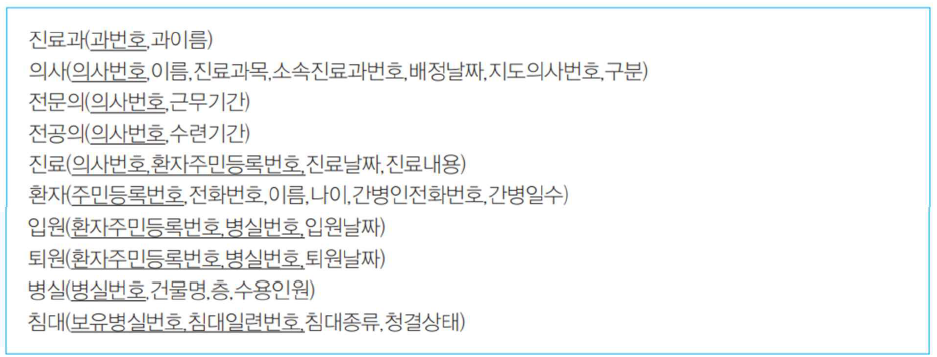 진료과(과번호,과이름)
의사(의사번호,이름,진료과목,소속진료과번호,배정날짜,지도의사번호,구분)
전문의(의사번호,근무기간)
전공의(의사번호,수련기간)
진료(의사번호,환자주민등록번호,진료날짜,진료내용)
환자(주민등록번호,전화번호,이름,나이,간병인전화번호,간병일수)
입원(환자주민등록번호,병실번호,입원날짜)
퇴원(환자주민등록번호,병실번호,퇴원날짜)
병실(병실번호,건물명,층,수용인원)
침대(보유병실번호,침대일련번호,침대종류,청결상태)